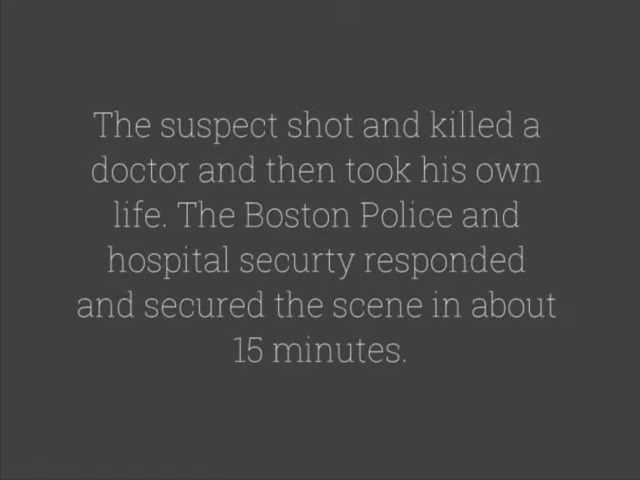 The suspect shot and killed a
doctor and then took his own
life. The Boston Police and
hospital securty responded
and secured the scene in about
15 minutes.